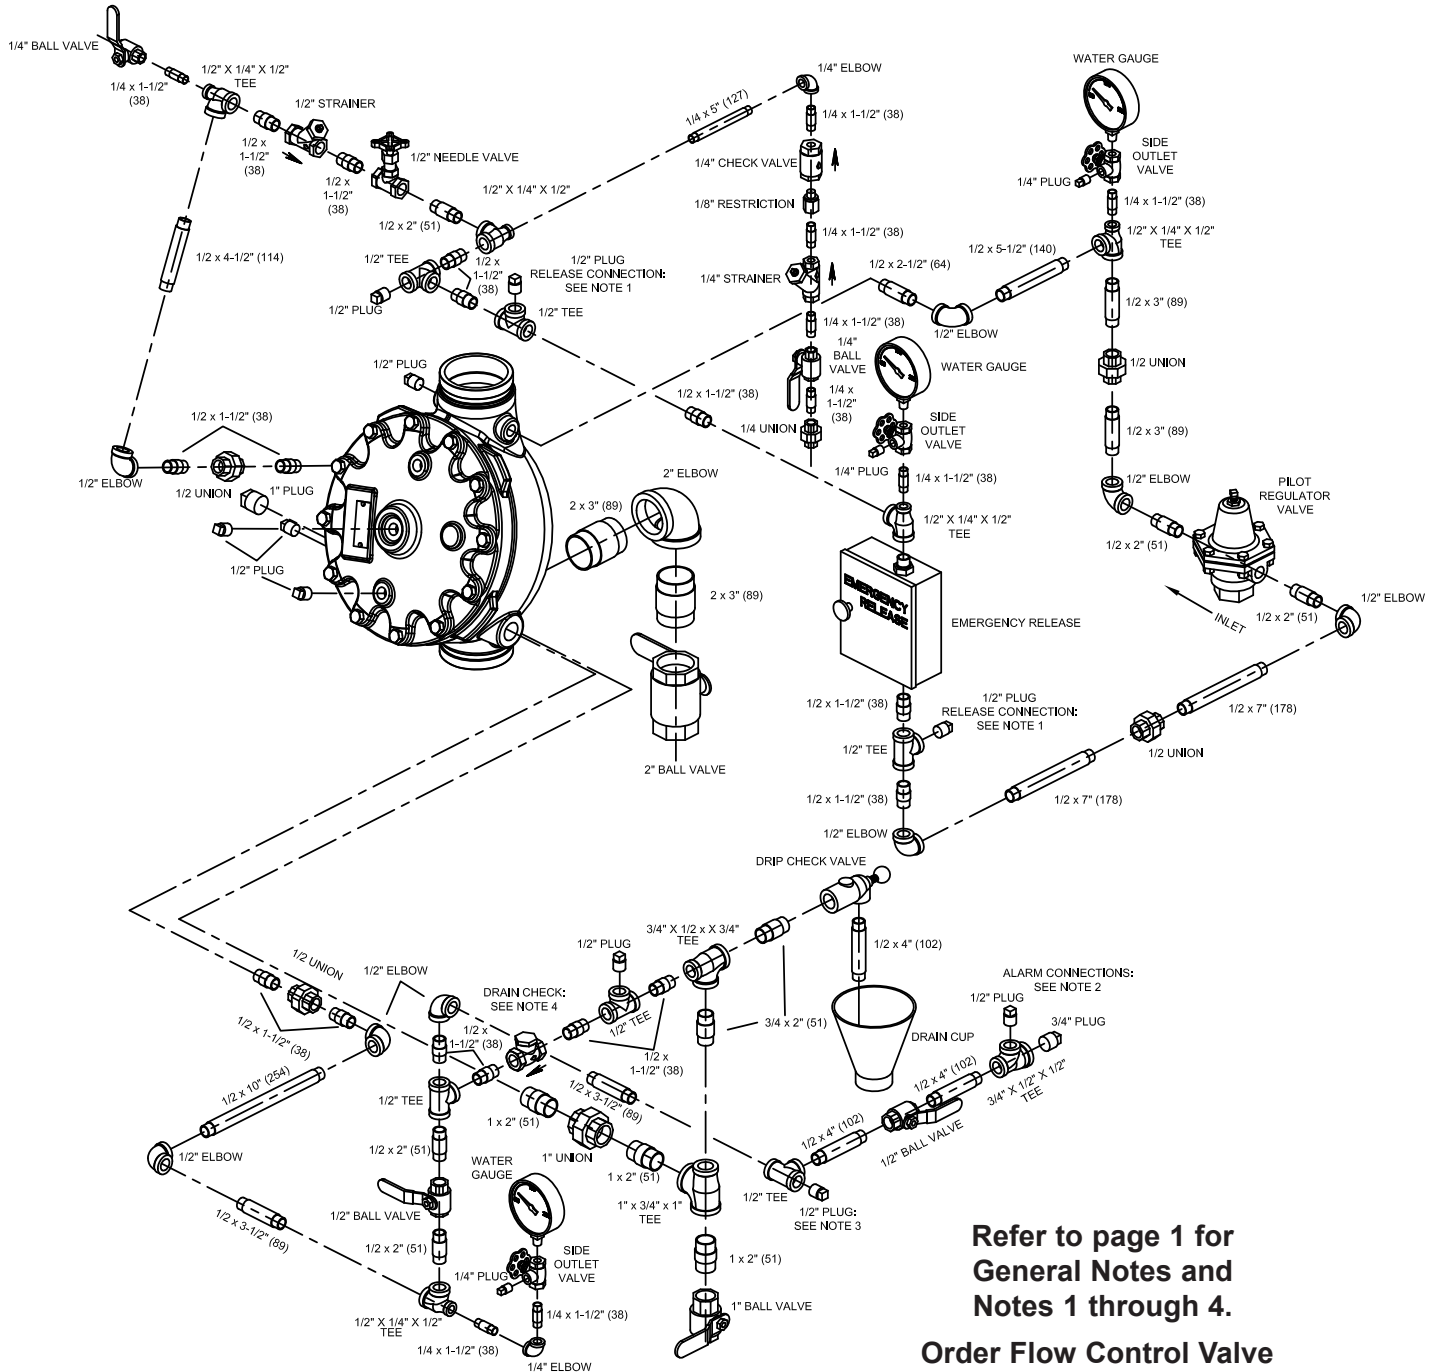 1/4" BALL VALVE
1/4 x 1-1/2"
(38)
1/2" X 1/4" X 1/2"
TEE
1/2" STRAINER
1/2 x
1-1/2"
(38)
1/2 x
1-1/2"
(38)
1/2" NEEDLE VALVE
1/2 x 2" (51)
1/2" X 1/4" X 1/2"
1/4 x 5" (127)
1/4" ELBOW
1/4 x 1-1/2" (38)
1/4" CHECK VALVE
1/8" RESTRICTION
1/4 x 1-1/2" (38)
1/4" STRAINER
1/4 x 1-1/2" (38)
1/4"
BALL
VALVE
1/4 x
1-1/2"
(38)
1/4 UNION
WATER GAUGE
SIDE
OUTLET
VALVE
1/4" PLUG
1/4 x 1-1/2" (38)
1/2" X 1/4" X 1/2"
TEE
1/2 x 5-1/2" (140)
1/2 x 2-1/2" (64)
1/2" ELBOW
1/2 x 3" (89)
1/2 UNION
1/2 x 3" (89)
1/2" ELBOW
1/2 x 2" (51)
PILOT
REGULATOR
VALVE
INLET
1/2 x 2" (51)
1/2" ELBOW
1/2 x 7" (178)
1/2 UNION
1/2 x 7" (178)
1/2 x 4-1/2" (114)
1/2" TEE
1/2" PLUG
1/2 x
1-1/2"
(38)
1/2" PLUG
RELEASE CONNECTION:
SEE NOTE 1
1/2" TEE
1/2" PLUG
1/2 x 1-1/2" (38)
1/2 x 1-1/2" (38)
1/2" ELBOW
1/2 UNION
1" PLUG
1/2" PLUG
WATER GAUGE
SIDE
OUTLET
VALVE
1/4" PLUG
1/4 x 1-1/2" (38)
1/2" X 1/4" X 1/2"
TEE
2" ELBOW
2 x 3" (89)
2 x 3" (89)
2" BALL VALVE
EMERGENCY
RELEASE
EMERGENCY RELEASE
1/2 x 1-1/2" (38)
1/2" PLUG
RELEASE CONNECTION:
SEE NOTE 1
1/2" TEE
1/2 x 1-1/2" (38)
1/2" ELBOW
DRIP CHECK VALVE
3/4" X 1/2 x X 3/4"
TEE
1/2 x 4" (102)
3/4 x 2" (51)
DRAIN CUP
ALARM CONNECTIONS:
SEE NOTE 2
1/2" PLUG
3/4" PLUG
3/4" X 1/2" X 1/2"
TEE
1/2 x 4" (102)
1/2" BALL VALVE
1/2 x 4" (102)
1/2" TEE
1/2" PLUG:
SEE NOTE 3
1/2 UNION
1/2" ELBOW
1/2 x 1-1/2" (38)
DRAIN CHECK:
SEE NOTE 4
1/2" PLUG
1/2" TEE
1/2 x
1-1/2" (38)
1/2 x
1-1/2" (38)
1/2 x 3-1/2" (89)
1/2 x 10" (254)
1/2" ELBOW
1/2" TEE
1 x 2" (51)
1" UNION
1 x 2" (51)
1" x 3/4" x 1"
TEE
1 x 2" (51)
1" BALL VALVE
1/2 x 2" (51)
1/2" BALL VALVE
1/2 x 2" (51)
1/2 x 3-1/2" (89)
WATER
GAUGE
SIDE
OUTLET
VALVE
1/4" PLUG
1/4 x 1-1/2" (38)
1/2" X 1/4" X 1/2"
TEE
1/4 x 1-1/2" (38)
1/4" ELBOW
Refer to page 1 for
General Notes and
Notes 1 through 4.
Order Flow Control Valve